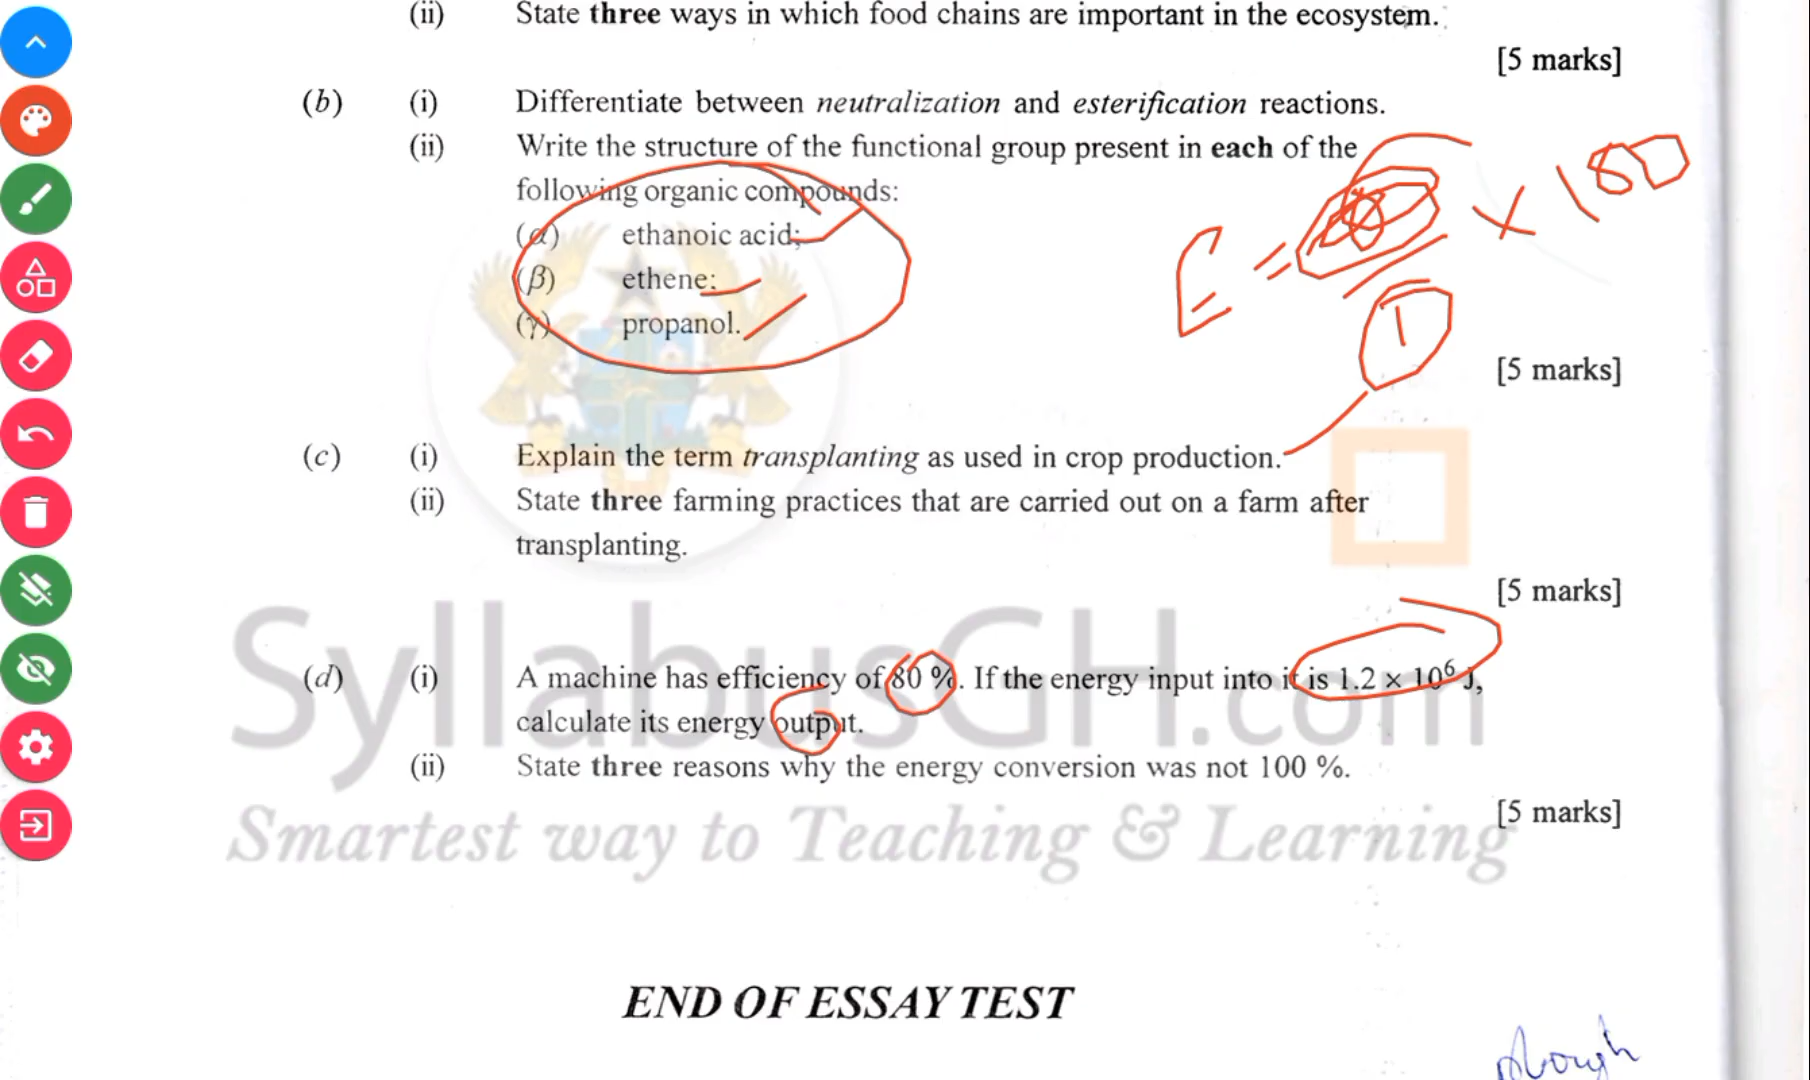 (ii) State three ways in which food chains are important in the ecosystem.
[5 marks]
(b) (i) Differentiate between neutralization and esterification reactions.
(ii) Write the structure of the functional group present in each of the
following organic compounds:
(α) ethanoic acid;
(β) ethene;
(γ) propanol.
E = × 100
I
[5 marks]
(c) (i) Explain the term transplanting as used in crop production.
(ii) State three farming practices that are carried out on a farm after
transplanting.
[5 marks]
SyllabusGH.com
(d) (i) A machine has efficiency of 80 %. If the energy input into it is 1.2 × 10⁶ J,
calculate its energy output.
(ii) State three reasons why the energy conversion was not 100 %.
[5 marks]
Smartest way to Teaching & Learning
END OF ESSAY TEST